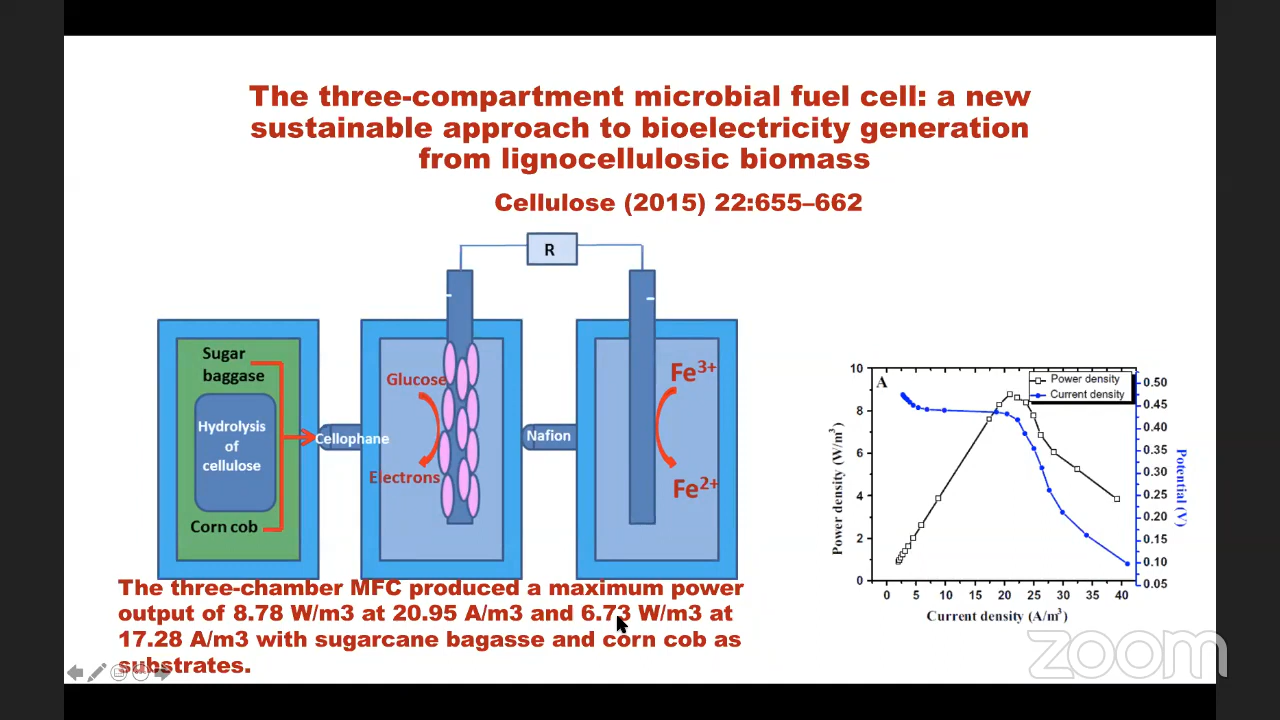 The three-compartment microbial fuel cell: a new
sustainable approach to bioelectricity generation
from lignocellulosic biomass
Cellulose (2015) 22:655–662
R
Sugar
baggase
Hydrolysis
of
cellulose
Corn cob
Cellophane
Glucose
Electrons
Nafion
Fe3+
Fe2+
The three-chamber MFC produced a maximum power
output of 8.78 W/m3 at 20.95 A/m3 and 6.73 W/m3 at
17.28 A/m3 with sugarcane bagasse and corn cob as
substrates.
A
Power density
Current density
Power density (W/m3)
10
8
6
4
2
0
0 5 10 15 20 25 30 35 40
Current density (A/m3)
0.50
0.45
0.40
0.35
0.30
0.25
0.20
0.15
0.10
0.05
Potential (V)
zoom